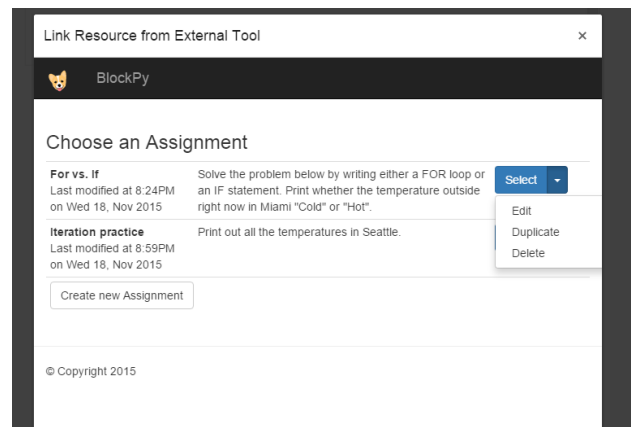 Link Resource from External Tool ×
BlockPy
Choose an Assignment
For vs. If
Last modified at 8:24PM
on Wed 18, Nov 2015
Solve the problem below by writing either a FOR loop or
an IF statement. Print whether the temperature outside
right now in Miami "Cold" or "Hot".
Select
Edit
Duplicate
Delete
Iteration practice
Last modified at 8:59PM
on Wed 18, Nov 2015
Print out all the temperatures in Seattle.
Create new Assignment
© Copyright 2015